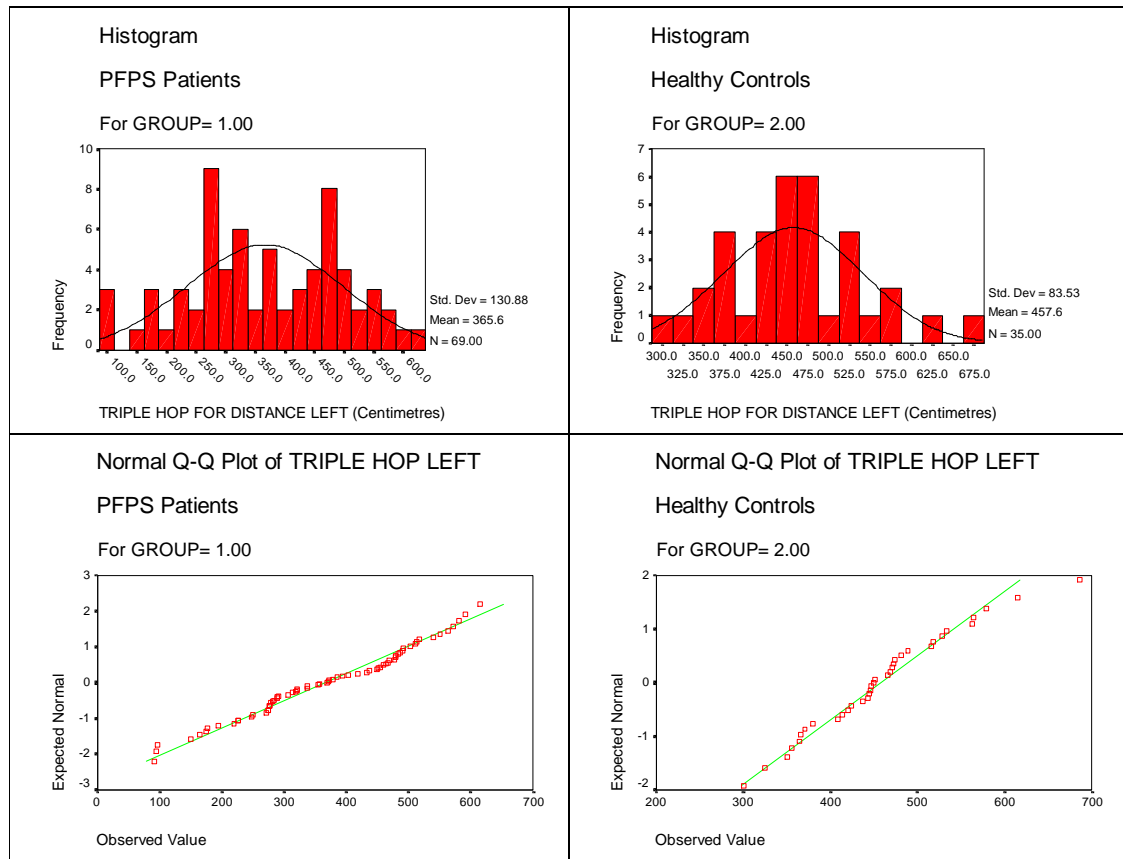 Histogram
PFPS Patients
For GROUP= 1.00
10
8
6
4
2
0
Frequency
100.0
150.0
200.0
250.0
300.0
350.0
400.0
450.0
500.0
550.0
600.0
Std. Dev = 130.88
Mean = 365.6
N = 69.00
TRIPLE HOP FOR DISTANCE LEFT (Centimetres)
Histogram
Healthy Controls
For GROUP= 2.00
7
6
5
4
3
2
1
0
Frequency
300.0 350.0 400.0 450.0 500.0 550.0 600.0 650.0
325.0 375.0 425.0 475.0 525.0 575.0 625.0 675.0
Std. Dev = 83.53
Mean = 457.6
N = 35.00
TRIPLE HOP FOR DISTANCE LEFT (Centimetres)
Normal Q-Q Plot of TRIPLE HOP LEFT
PFPS Patients
For GROUP= 1.00
3
2
1
0
-1
-2
-3
Expected Normal
0 100 200 300 400 500 600 700
Observed Value
Normal Q-Q Plot of TRIPLE HOP LEFT
Healthy Controls
For GROUP= 2.00
2
1
0
-1
-2
Expected Normal
200 300 400 500 600 700
Observed Value